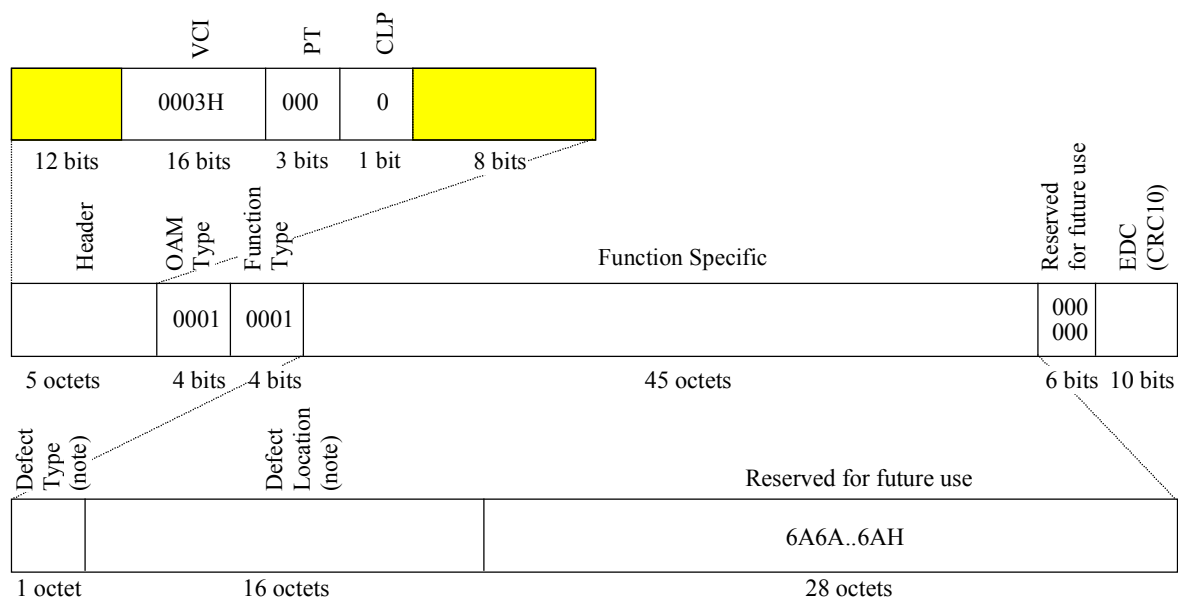 VCI
PT
CLP
0003H
000
0
12 bits
16 bits
3 bits
1 bit
8 bits
Header
OAM
Type
Function
Type
Function Specific
Reserved
for future use
EDC
(CRC10)
0001
0001
000
000
5 octets
4 bits
4 bits
45 octets
6 bits
10 bits
Defect
Type
(note)
Defect
Location
(note)
Reserved for future use
6A6A..6AH
1 octet
16 octets
28 octets